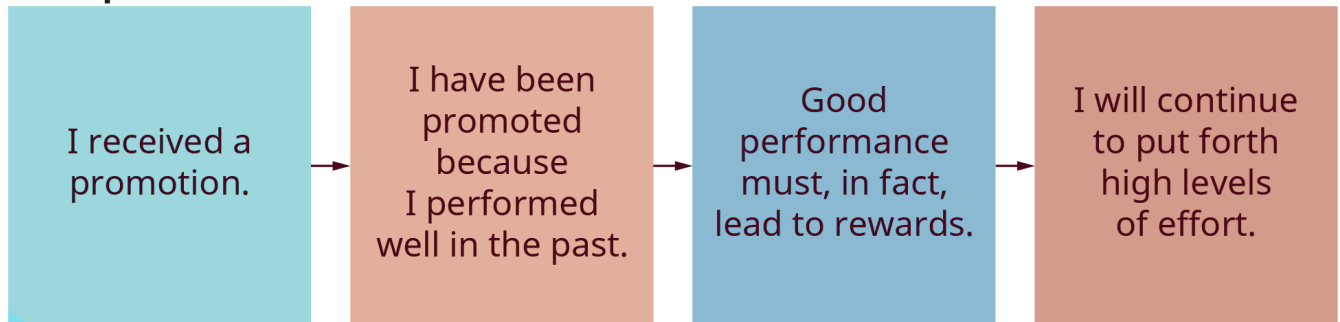 I received a
promotion.
I have been
promoted
because
I performed
well in the past.
Good
performance
must, in fact,
lead to rewards.
I will continue
to put forth
high levels
of effort.